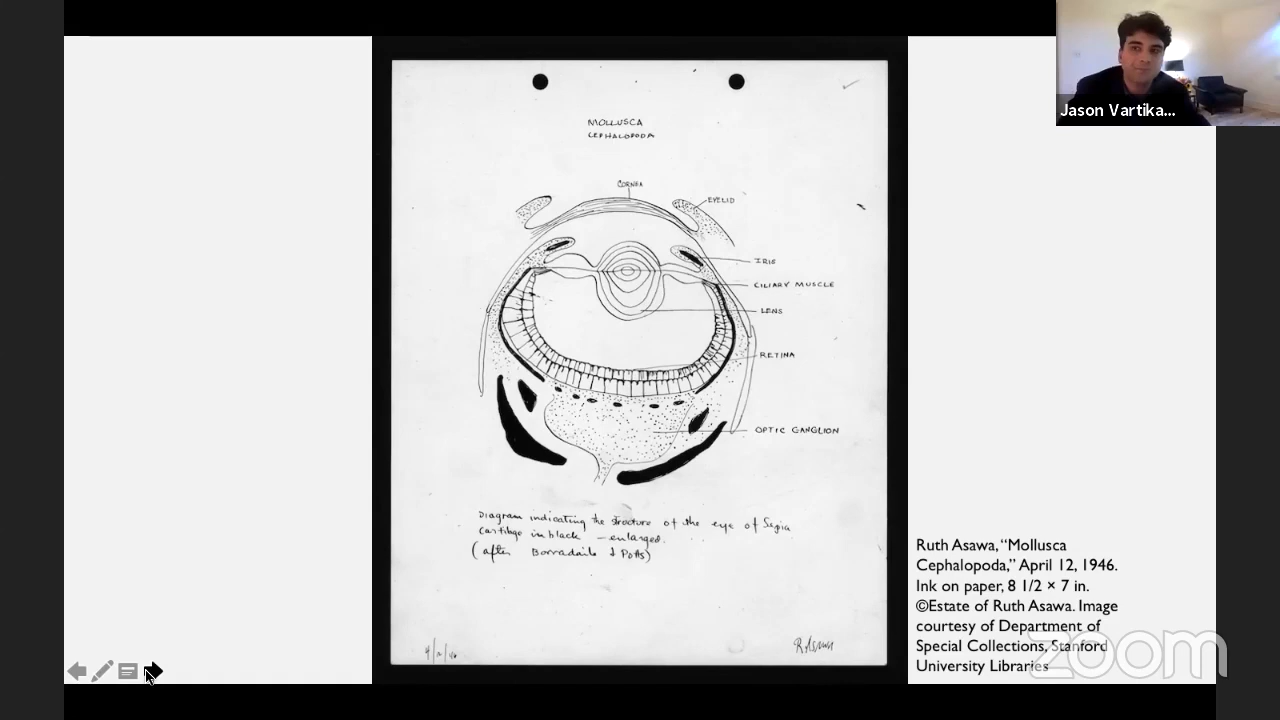 Jason Vartika...
MOLLUSCA
CEPHALOPODA
CORNEA
EYELID
IRIS
CILIARY MUSCLE
LENS
RETINA
OPTIC GANGLION
Diagram indicating the structure of the eye of Sepia
cartilage in black – enlarged.
(after Borradaile & Potts)
R Asawa
Ruth Asawa, “Mollusca
Cephalopoda,” April 12, 1946.
Ink on paper, 8 1/2 × 7 in.
©Estate of Ruth Asawa. Image
courtesy of Department of
Special Collections, Stanford
University Libraries
zoom